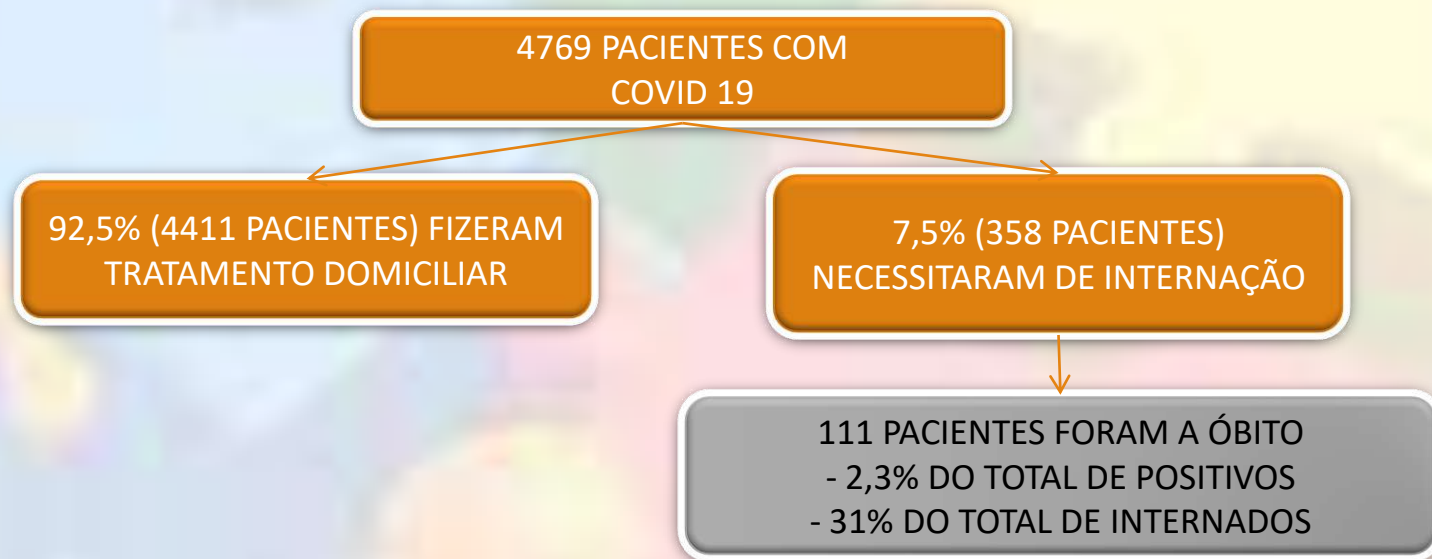 4769 PACIENTES COM
COVID 19
92,5% (4411 PACIENTES) FIZERAM
TRATAMENTO DOMICILIAR
7,5% (358 PACIENTES)
NECESSITARAM DE INTERNAÇÃO
111 PACIENTES FORAM A ÓBITO
- 2,3% DO TOTAL DE POSITIVOS
- 31% DO TOTAL DE INTERNADOS